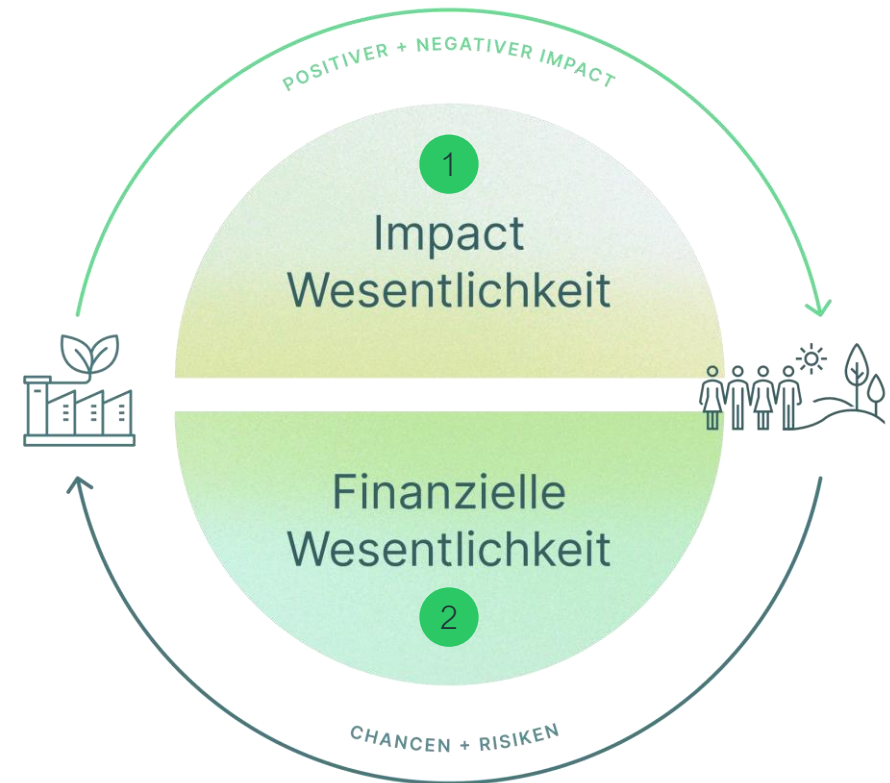 POSITIVER + NEGATIVER IMPACT
1
Impact
Wesentlichkeit
Finanzielle
Wesentlichkeit
2
CHANCEN + RISIKEN